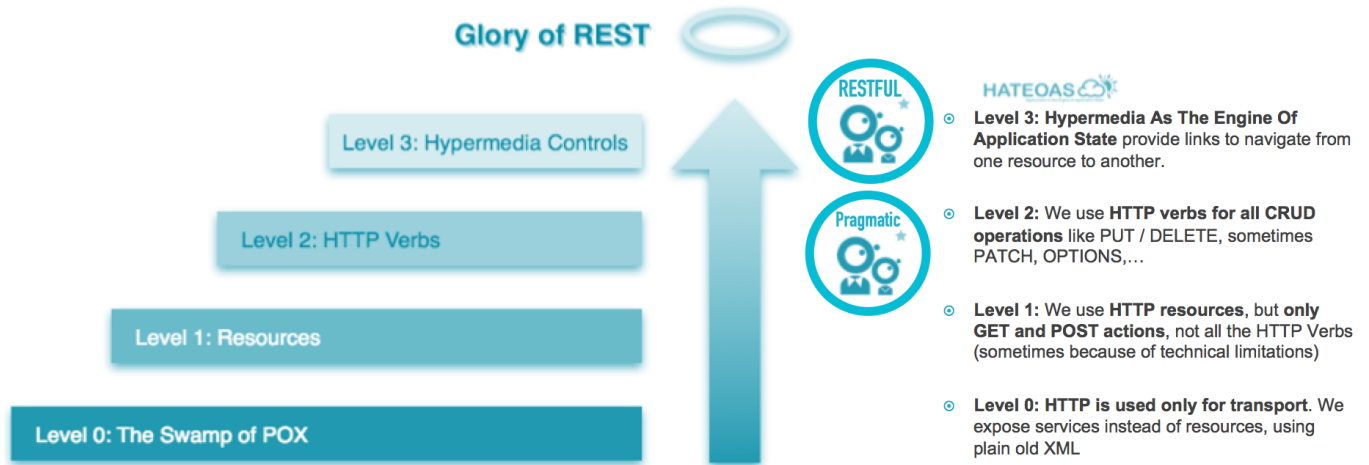 Glory of REST
Level 3: Hypermedia Controls
Level 2: HTTP Verbs
Level 1: Resources
Level 0: The Swamp of POX
RESTFUL
Pragmatic
HATEOAS
Level 3: Hypermedia As The Engine Of
Application State provide links to navigate from
one resource to another.
Level 2: We use HTTP verbs for all CRUD
operations like PUT / DELETE, sometimes
PATCH, OPTIONS,…
Level 1: We use HTTP resources, but only
GET and POST actions, not all the HTTP Verbs
(sometimes because of technical limitations)
Level 0: HTTP is used only for transport. We
expose services instead of resources, using
plain old XML